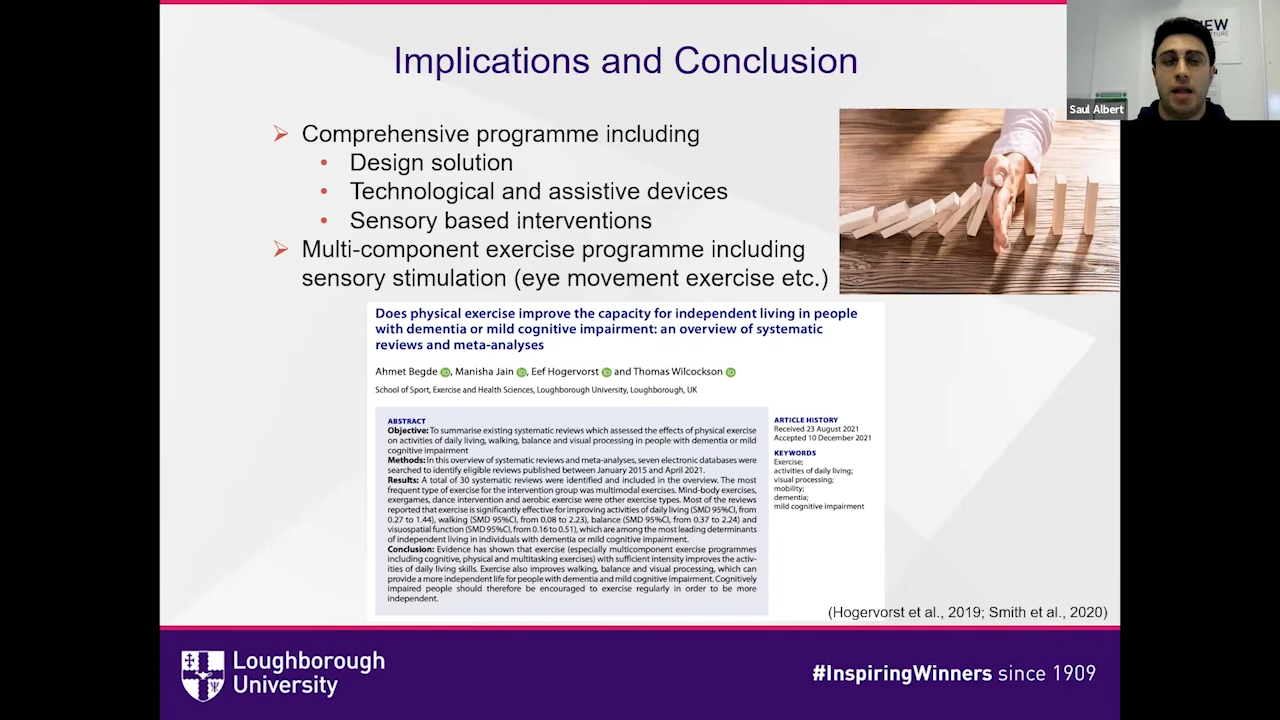 Implications and Conclusion
EW
Saul Albert
➢ Comprehensive programme including
• Design solution
• Technological and assistive devices
• Sensory based interventions
➢ Multi-component exercise programme including
sensory stimulation (eye movement exercise etc.)
Does physical exercise improve the capacity for independent living in people
with dementia or mild cognitive impairment: an overview of systematic
reviews and meta-analyses
Ahmet Begde iD, Manisha Jain iD, Eef Hogervorst iD and Thomas Wilcockson iD
School of Sport, Exercise and Health Sciences, Loughborough University, Loughborough, UK
ABSTRACT
Objective: To summarise existing systematic reviews which assessed the effects of physical exercise
on activities of daily living, walking, balance and visual processing in people with dementia or mild
cognitive impairment
Methods: In this overview of systematic reviews and meta-analyses, seven electronic databases were
searched to identify eligible reviews published between January 2015 and April 2021.
Results: A total of 30 systematic reviews were identified and included in the overview. The most
frequent type of exercise for the intervention group was multimodal exercises. Mind-body exercises,
exergames, dance intervention and aerobic exercise were other exercise types. Most of the reviews
reported that exercise is significantly effective for improving activities of daily living (SMD 95%CI, from
0.27 to 1.44), walking (SMD 95%CI, from 0.08 to 2.23), balance (SMD 95%CI, from 0.37 to 2.24) and
visuospatial function (SMD 95%CI, from 0.16 to 0.51), which are among the most leading determinants
of independent living in individuals with dementia or mild cognitive impairment.
Conclusion: Evidence has shown that exercise (especially multicomponent exercise programmes
including cognitive, physical and multitasking exercises) with sufficient intensity improves the activ-
ities of daily living skills. Exercise also improves walking, balance and visual processing, which can
provide a more independent life for people with dementia and mild cognitive impairment. Cognitively
impaired people should therefore be encouraged to exercise regularly in order to be more
independent.
ARTICLE HISTORY
Received 23 August 2021
Accepted 10 December 2021
KEYWORDS
Exercise;
activities of daily living;
visual processing;
mobility;
dementia;
mild cognitive impairment
(Hogervorst et al., 2019; Smith et al., 2020)
Loughborough
University
#InspiringWinners since 1909